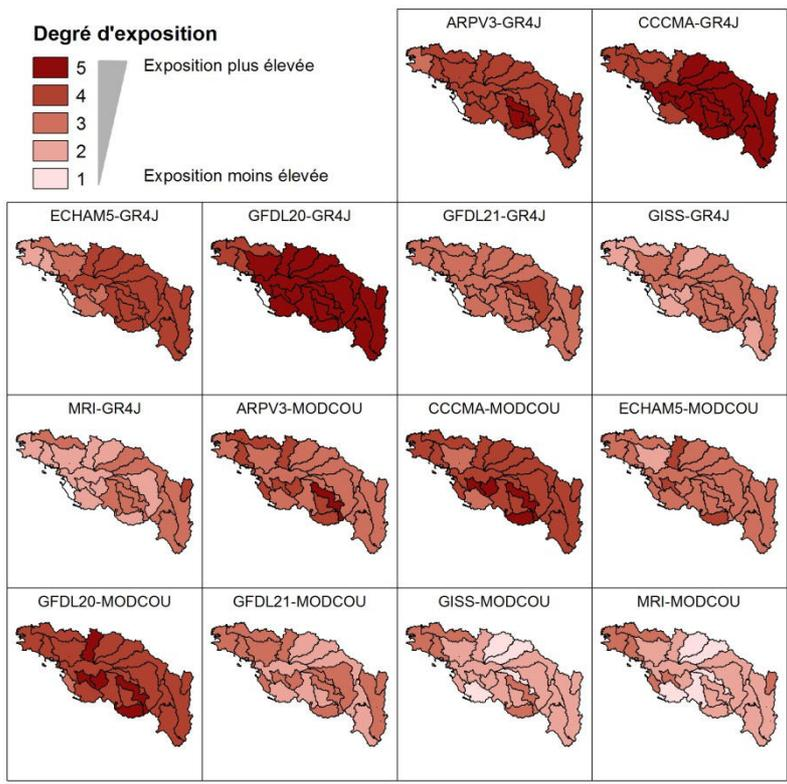 Degré d'exposition
5 Exposition plus élevée
4
3
2
1 Exposition moins élevée
ARPV3-GR4J
CCCMA-GR4J
ECHAM5-GR4J
GFDL20-GR4J
GFDL21-GR4J
GISS-GR4J
MRI-GR4J
ARPV3-MODCOU
CCCMA-MODCOU
ECHAM5-MODCOU
GFDL20-MODCOU
GFDL21-MODCOU
GISS-MODCOU
MRI-MODCOU